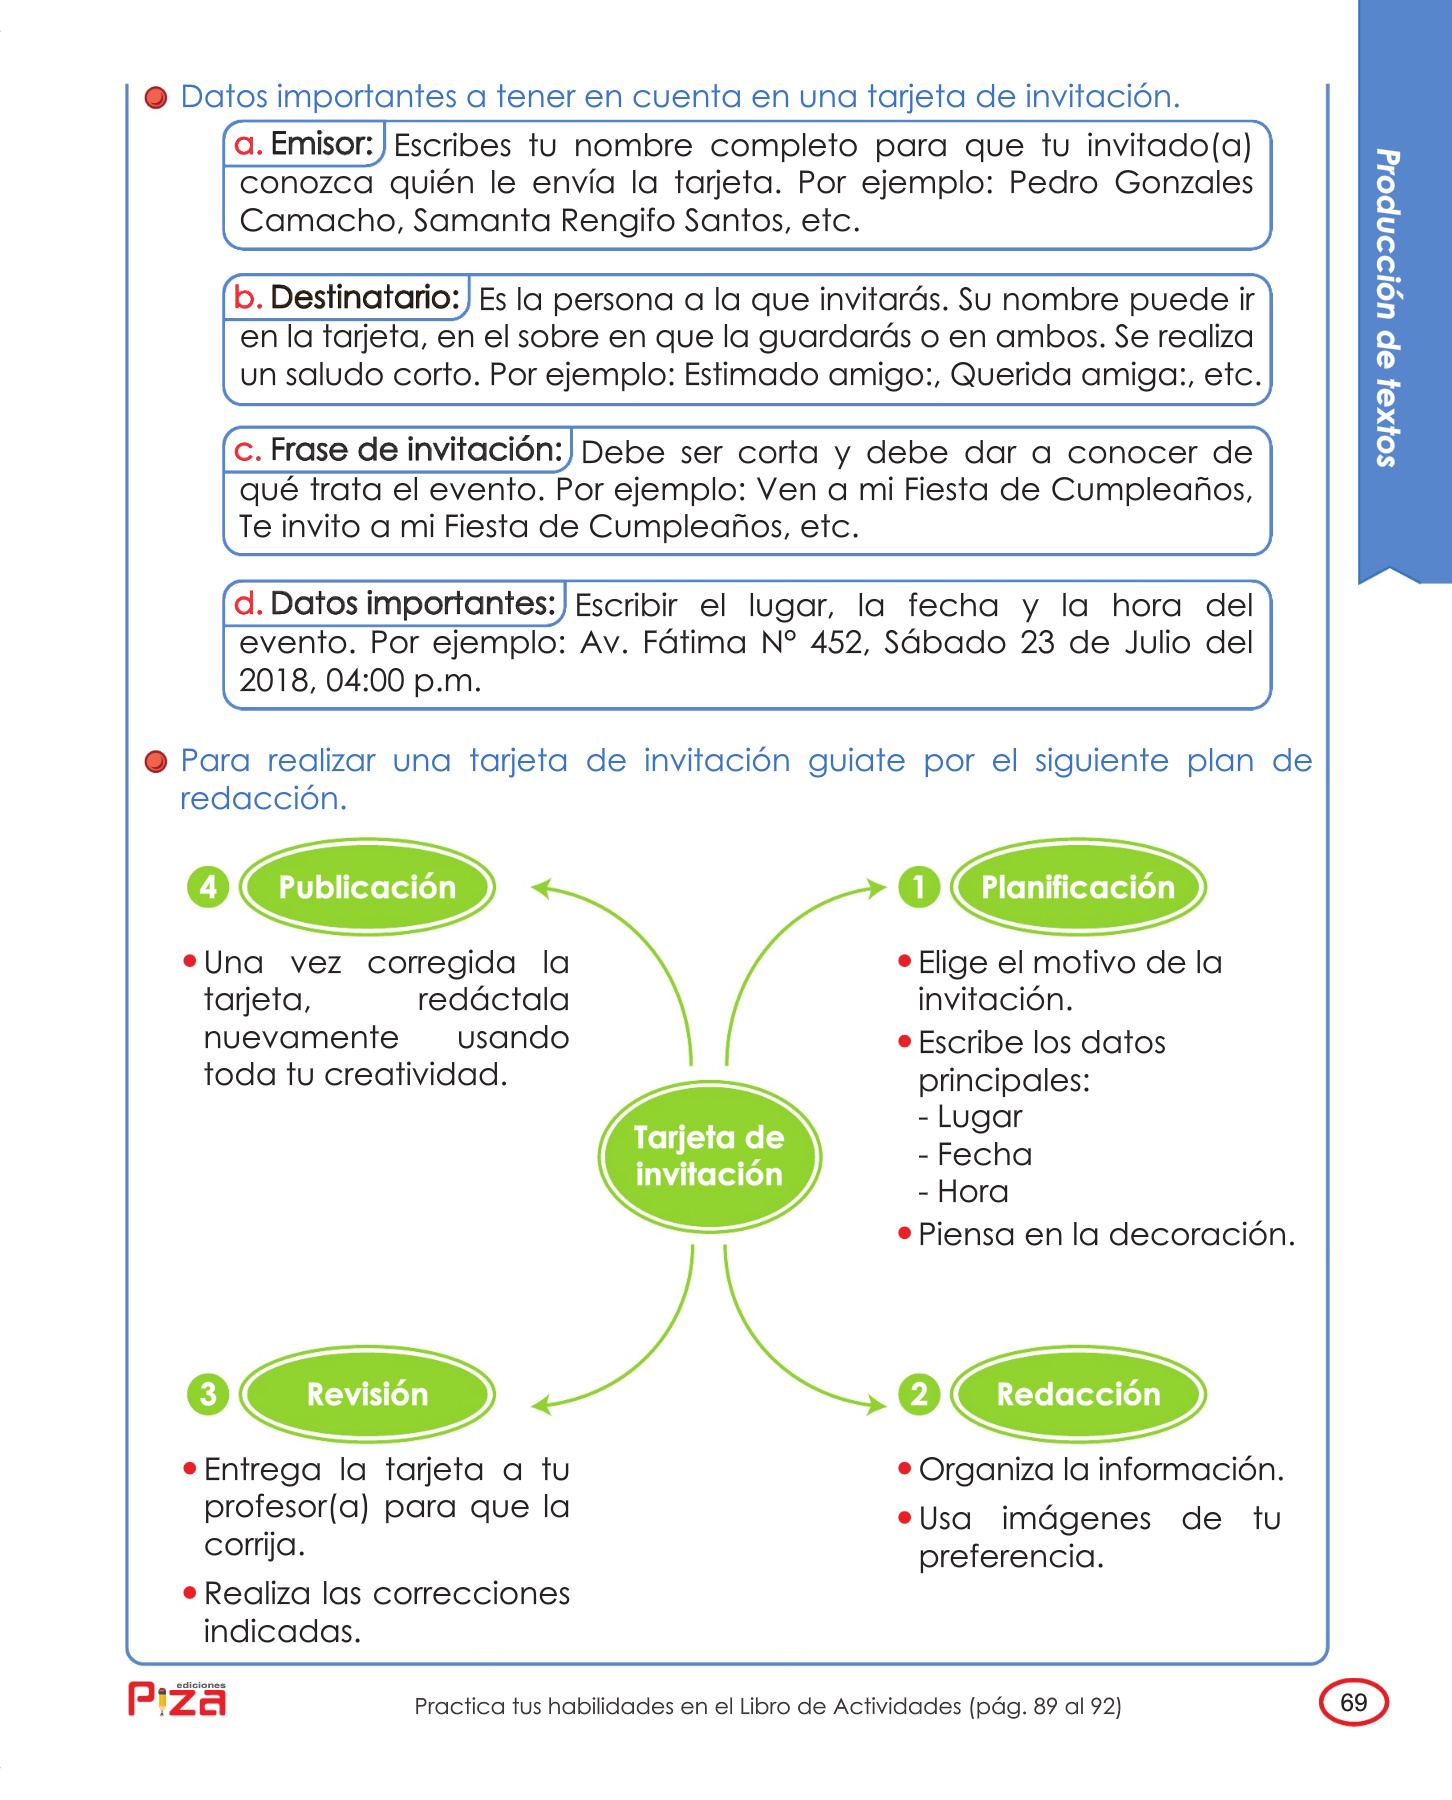 Datos importantes a tener en cuenta en una tarjeta de invitación.
a. Emisor: Escribes tu nombre completo para que tu invitado(a)
conozca quién le envía la tarjeta. Por ejemplo: Pedro Gonzales
Camacho, Samanta Rengifo Santos, etc.
b. Destinatario: Es la persona a la que invitarás. Su nombre puede ir
en la tarjeta, en el sobre en que la guardarás o en ambos. Se realiza
un saludo corto. Por ejemplo: Estimado amigo:, Querida amiga:, etc.
c. Frase de invitación: Debe ser corta y debe dar a conocer de
qué trata el evento. Por ejemplo: Ven a mi Fiesta de Cumpleaños,
Te invito a mi Fiesta de Cumpleaños, etc.
d. Datos importantes: Escribir el lugar, la fecha y la hora del
evento. Por ejemplo: Av. Fátima N° 452, Sábado 23 de Julio del
2018, 04:00 p.m.
Producción de textos
Para realizar una tarjeta de invitación guiate por el siguiente plan de
redacción.
Tarjeta de
invitación
1 Planificación
Elige el motivo de la
invitación.
Escribe los datos
principales:
- Lugar
- Fecha
- Hora
Piensa en la decoración.
2 Redacción
Organiza la información.
Usa imágenes de tu
preferencia.
3 Revisión
Entrega la tarjeta a tu
profesor(a) para que la
corrija.
Realiza las correcciones
indicadas.
4 Publicación
Una vez corregida la
tarjeta, redáctala
nuevamente usando
toda tu creatividad.
ediciones
Piza
Practica tus habilidades en el Libro de Actividades (pág. 89 al 92)
69